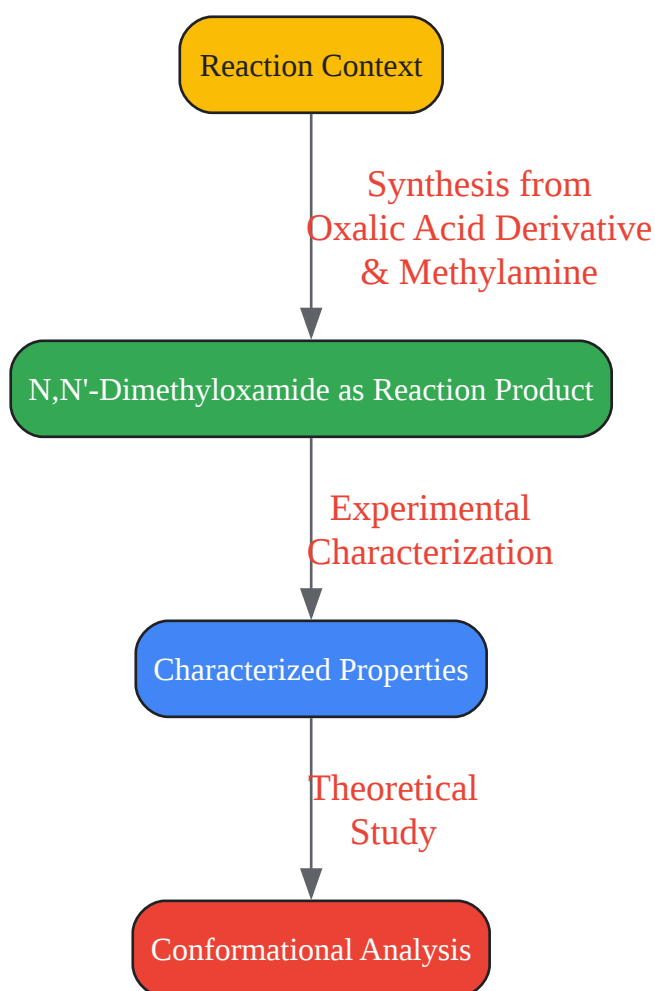 Reaction Context
Synthesis from
Oxalic Acid Derivative
& Methylamine
N,N'-Dimethyloxamide as Reaction Product
Experimental
Characterization
Characterized Properties
Theoretical
Study
Conformational Analysis